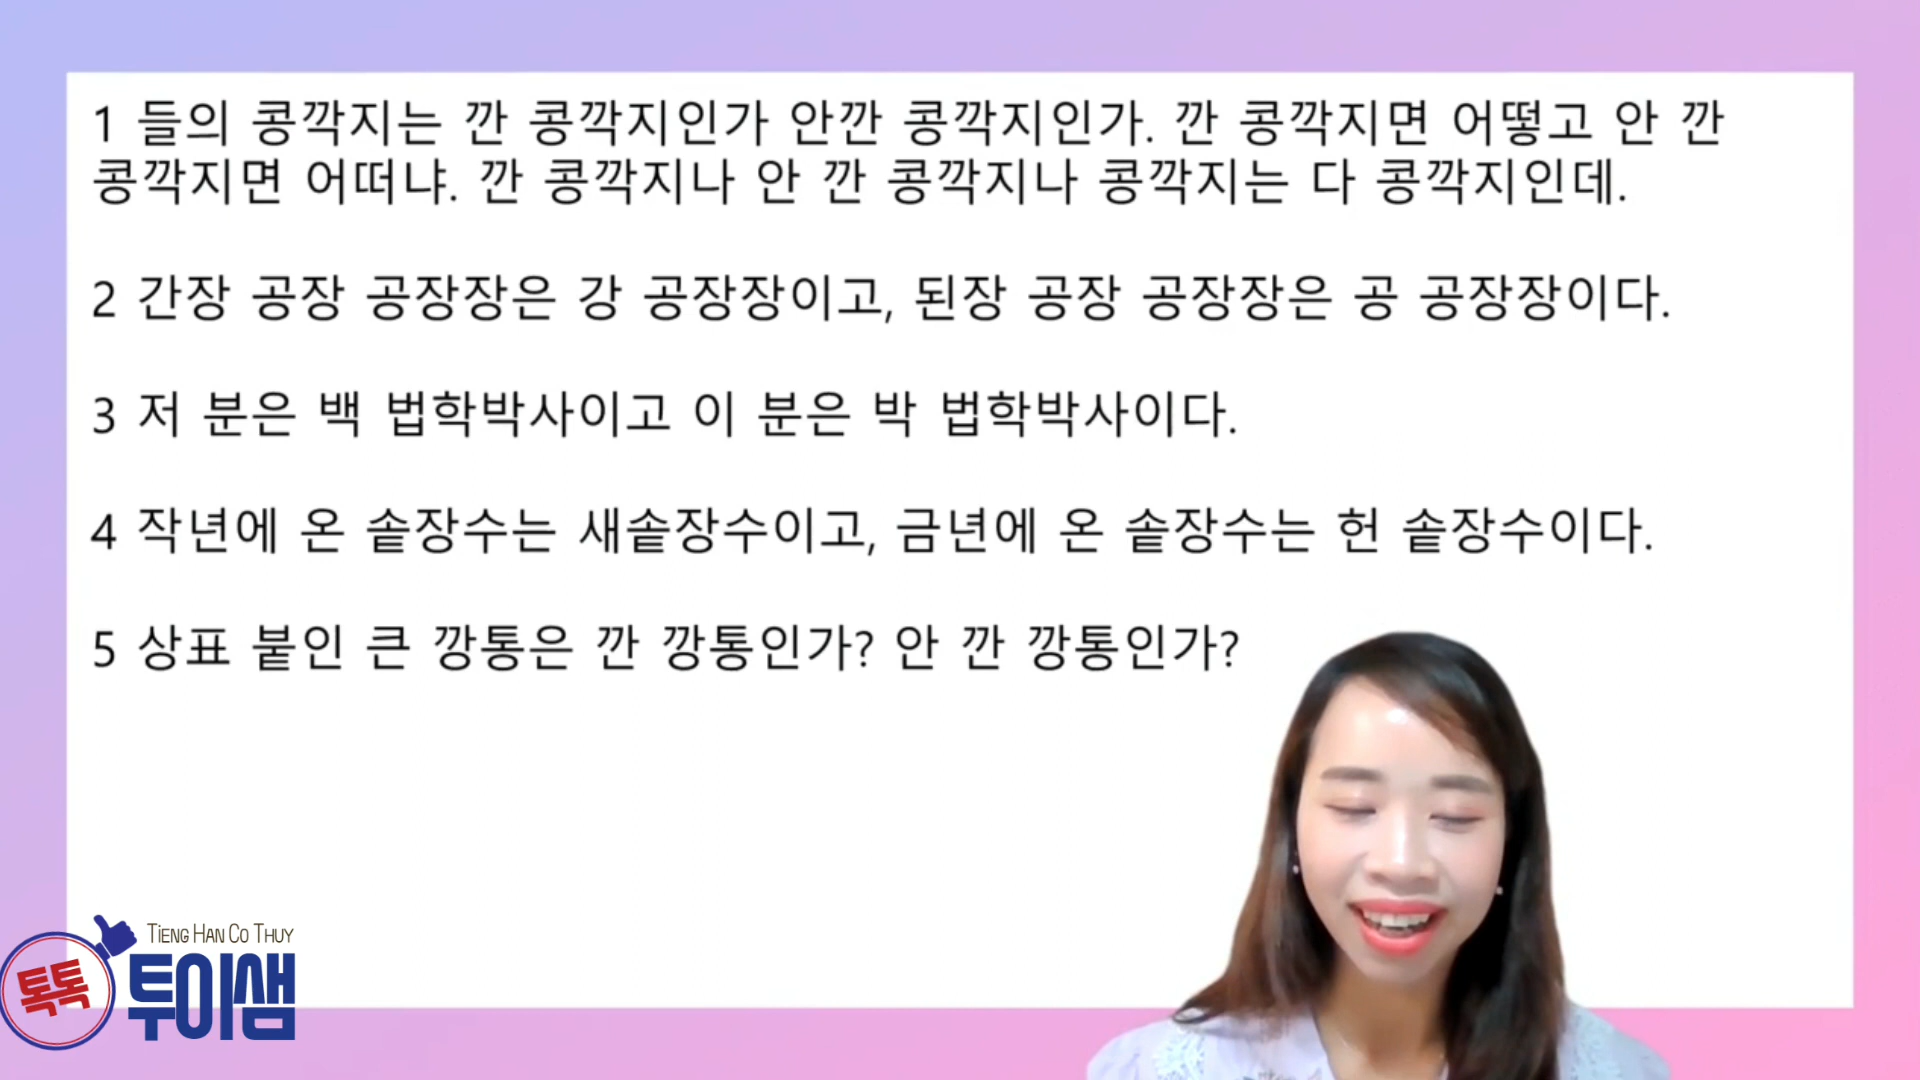 1 들의 콩깍지는 깐 콩깍지인가 안깐 콩깍지인가. 깐 콩깍지면 어떻고 안 깐
콩깍지면 어떠냐. 깐 콩깍지나 안 깐 콩깍지나 콩깍지는 다 콩깍지인데.
2 간장 공장 공장장은 강 공장장이고, 된장 공장 공장장은 공 공장장이다.
3 저 분은 백 법학박사이고 이 분은 박 법학박사이다.
4 작년에 온 솥장수는 새솥장수이고, 금년에 온 솥장수는 헌 솥장수이다.
5 상표 붙인 큰 깡통은 깐 깡통인가? 안 깐 깡통인가?
TIENG HAN CO THUY
톡톡
투이샘